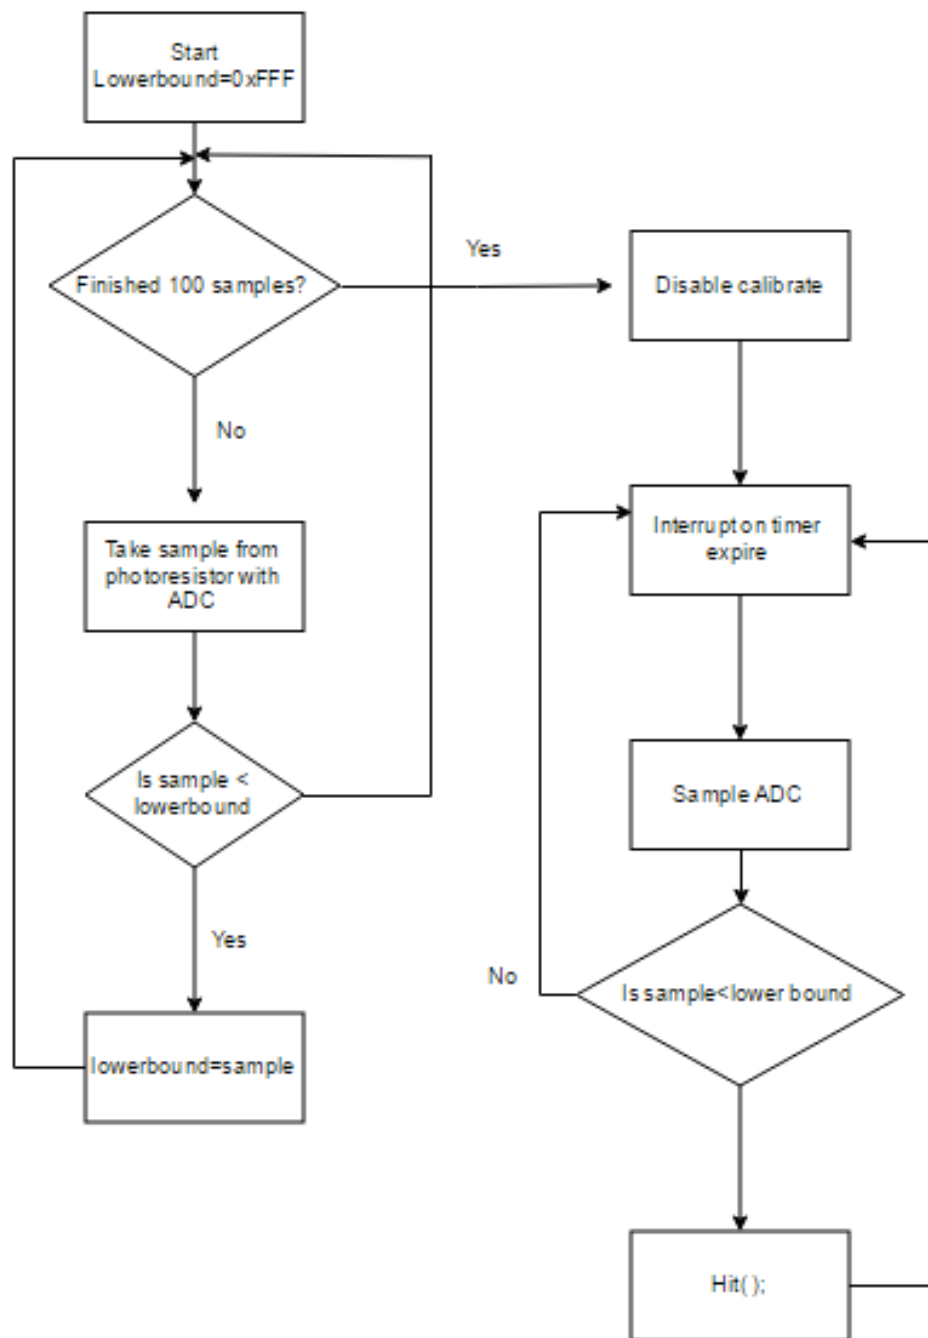 Start
Lowerbound=0xFFF
Finished 100 samples?
Yes
Disable calibrate
No
Take sample from
photoresistor with
ADC
Interrupt on timer
expire
Is sample <
lowerbound
Sample ADC
Yes
No
Is sample<lower bound
lowerbound=sample
Hit( );